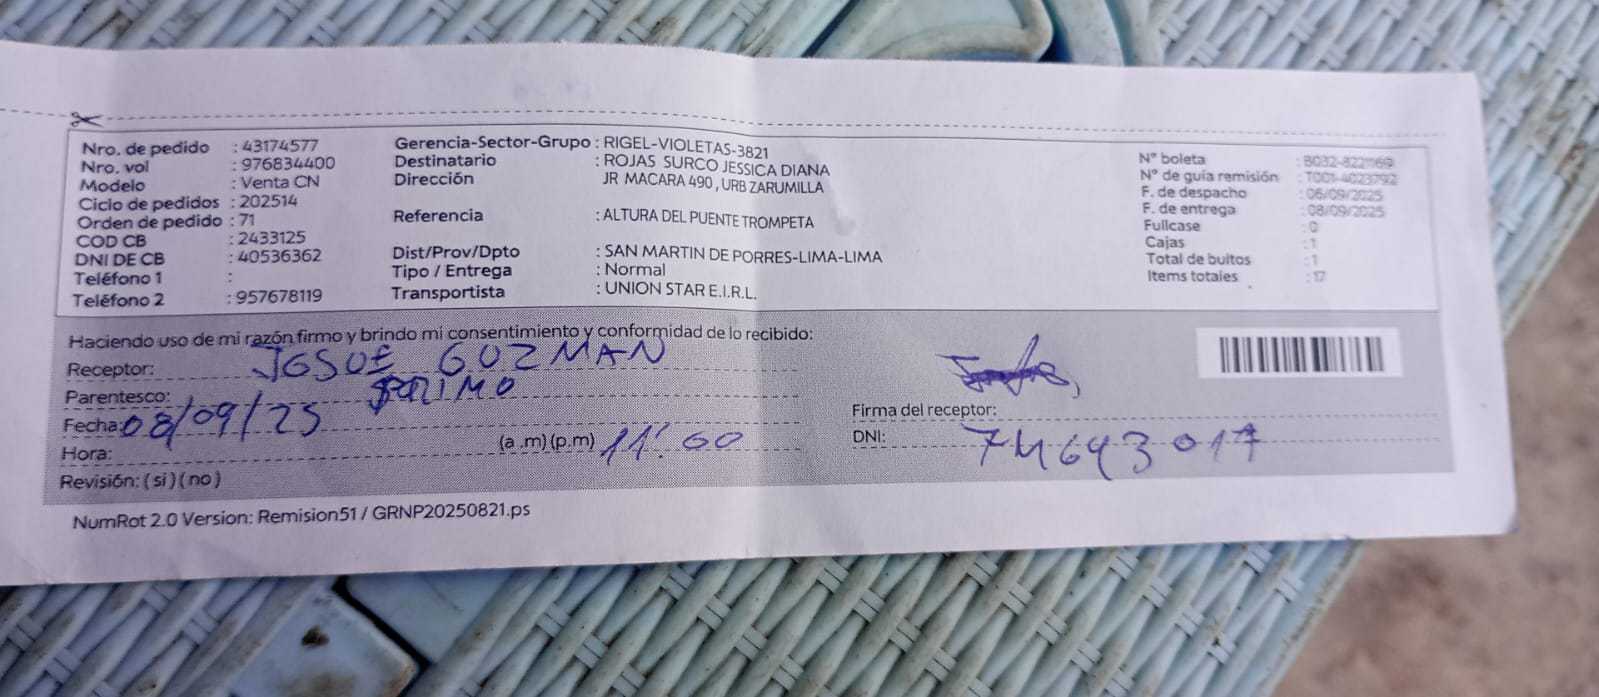 Nro. de pedido : 43174577
Nro. vol : 976834400
Modelo : Venta CN
Ciclo de pedidos : 202514
Orden de pedido : 71
COD CB : 2433125
DNI DE CB : 40536362
Teléfono 1 :
Teléfono 2 : 957678119
Gerencia-Sector-Grupo : RIGEL-VIOLETAS-3821
Destinatario : ROJAS SURCO JESSICA DIANA
Dirección JR MACARA 490 , URB ZARUMILLA
Referencia : ALTURA DEL PUENTE TROMPETA
Dist/Prov/Dpto : SAN MARTIN DE PORRES-LIMA-LIMA
Tipo / Entrega : Normal
Transportista : UNION STAR E.I.R.L.
N° boleta : B032-8221169
N° de guía remisión : T001-4023792
F. de despacho : 06/09/2025
F. de entrega : 08/09/2025
Fullcase : 0
Cajas : 1
Total de bultos : 1
Items totales : 17
Haciendo uso de mi razón firmo y brindo mi consentimiento y conformidad de lo recibido:
Receptor: JOSUE GUZMAN
Parentesco: PRIMO
Fecha: 08/09/25
Hora: (a .m) (p.m) 11:00
Revisión: ( si ) ( no )
Firma del receptor:
DNI: 74643017
NumRot 2.0 Version: Remision51 / GRNP20250821.ps